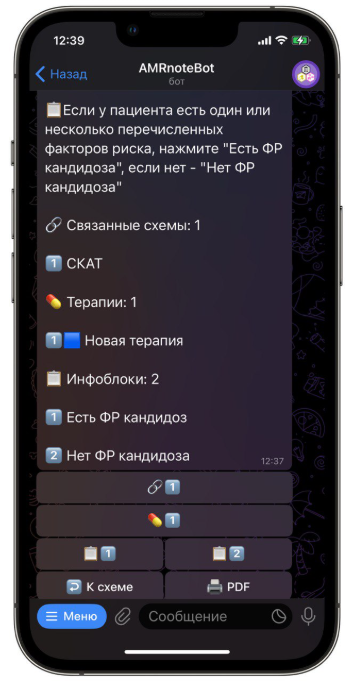 12:39
Назад
AMRnoteBot
бот
📋Если у пациента есть один или
несколько перечисленных
факторов риска, нажмите "Есть ФР
кандидоза", если нет - "Нет ФР
кандидоза"
🔗 Связанные схемы: 1
1️⃣ СКАТ
💊 Терапии: 1
1️⃣🟦 Новая терапия
📋 Инфоблоки: 2
1️⃣ Есть ФР кандидоз
2️⃣ Нет ФР кандидоза
12:37
🔗 1️⃣
💊 1️⃣
📋 1️⃣
📋 2️⃣
↩️ К схеме
🖨 PDF
Меню
Сообщение